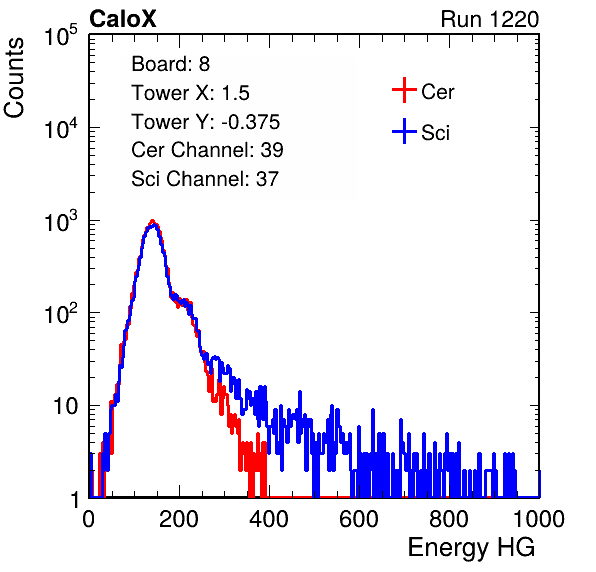 CaloX Run 1220
Counts
Board: 8
Tower X: 1.5
Tower Y: -0.375
Cer Channel: 39
Sci Channel: 37
Cer
Sci
10^5
10^4
10^3
10^2
10
1
0 200 400 600 800 1000
Energy HG